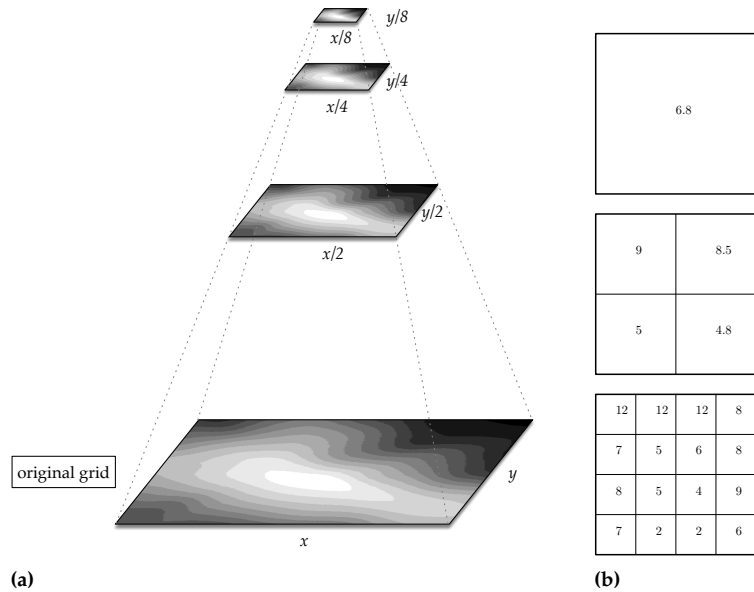 y/8
x/8
y/4
x/4
y/2
x/2
original grid
y
x
(a)
6.8
9 8.5
5 4.8
12 12 12 8
7 5 6 8
8 5 4 9
7 2 2 6
(b)